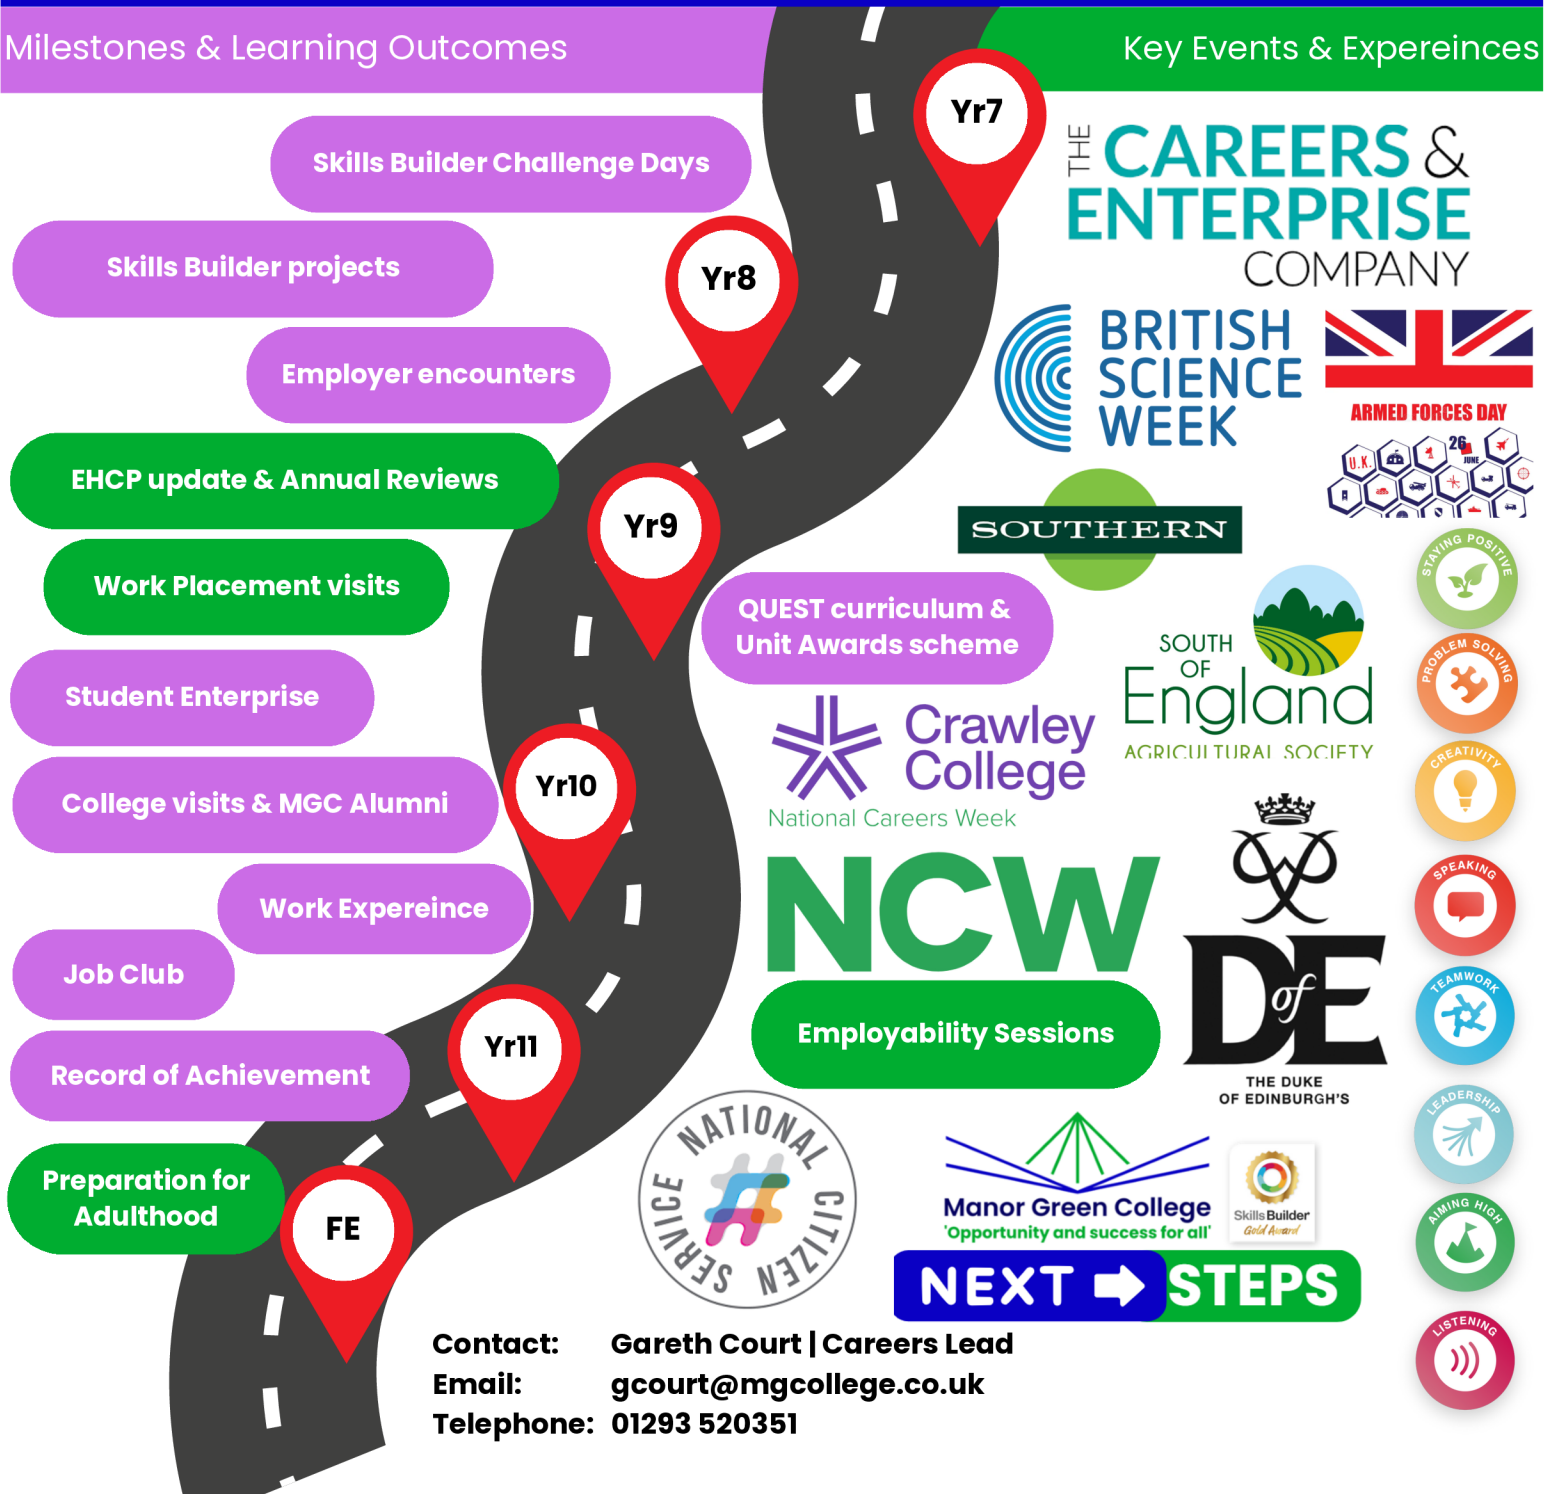 Milestones & Learning Outcomes
Key Events & Expereinces
Yr7
THE CAREERS &
ENTERPRISE
COMPANY
Skills Builder Challenge Days
Skills Builder projects
Yr8
Employer encounters
BRITISH
SCIENCE
WEEK
ARMED FORCES DAY
26
JUNE
U.K.
EHCP update & Annual Reviews
Yr9
SOUTHERN
STAYING POSITIVE
Work Placement visits
QUEST curriculum &
Unit Awards scheme
SOUTH
OF
England
AGRICULTURAL SOCIETY
PROBLEM SOLVING
Student Enterprise
Crawley
College
National Careers Week
CREATIVITY
College visits & MGC Alumni
Yr10
NCW
SPEAKING
Work Expereince
Job Club
DofE
THE DUKE
OF EDINBURGH'S
TEAMWORK
Employability Sessions
Record of Achievement
Yr11
LEADERSHIP
NATIONAL CITIZEN SERVICE
Manor Green College
'Opportunity and success for all'
SkillsBuilder
Gold Award
Preparation for
Adulthood
FE
AIMING HIGH
NEXT STEPS
LISTENING
Contact: Gareth Court | Careers Lead
Email: gcourt@mgcollege.co.uk
Telephone: 01293 520351